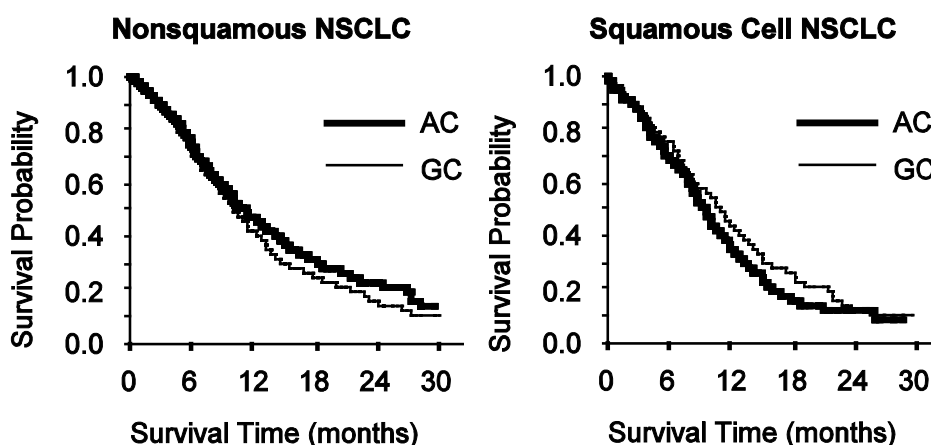 Nonsquamous NSCLC
Survival Probability
1.0
0.8
0.6
0.4
0.2
0.0
AC
GC
0 6 12 18 24 30
Survival Time (months)
Squamous Cell NSCLC
Survival Probability
1.0
0.8
0.6
0.4
0.2
0.0
AC
GC
0 6 12 18 24 30
Survival Time (months)